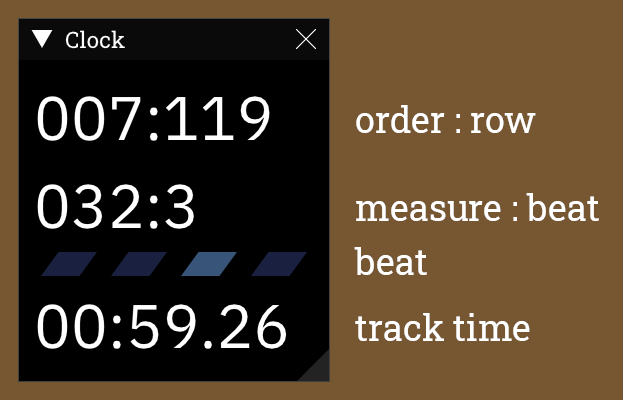 Clock
007:119 order : row
032:3 measure : beat
beat
00:59.26 track time